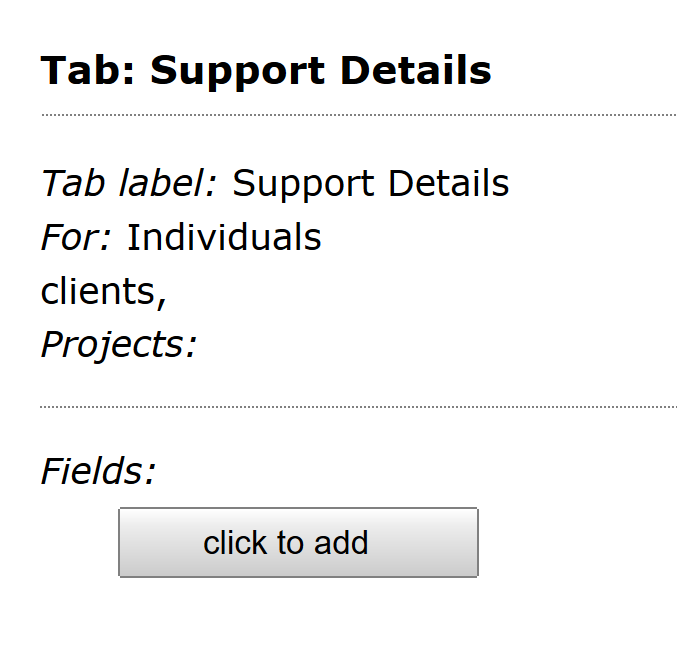 Tab: Support Details
Tab label: Support Details
For: Individuals
clients,
Projects:
Fields:
click to add